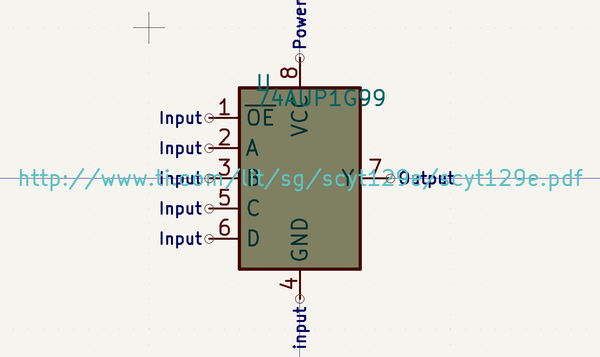 Power
8
U
74AUP1G99
VCC
Input 1 OE
Input 2 A
Input 3 B
http://www.ti.com/lit/sg/scyt129e/scyt129e.pdf
Y 7 Output
Input 5 C
Input 6 D
GND
4
input